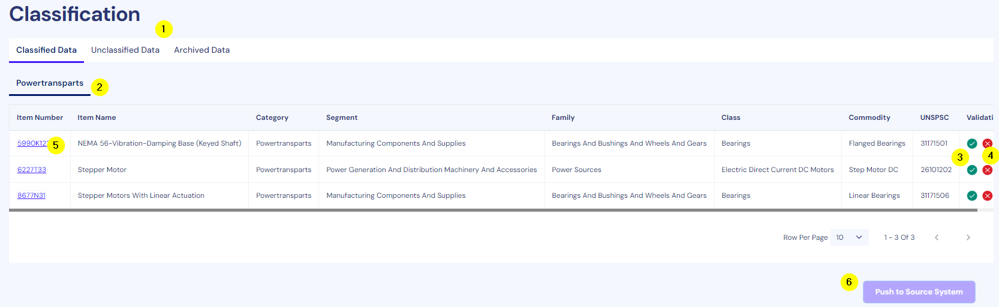 Classification
1
Classified Data Unclassified Data Archived Data
Powertransparts 2
Item Number Item Name Category Segment Family Class Commodity UNSPSC Validati
5 NEMA 56-Vibration-Damping Base (Keyed Shaft) Powertransparts Manufacturing Components And Supplies Bearings And Bushings And Wheels And Gears Bearings Flanged Bearings 31171501
3 4
6227T33 Stepper Motor Powertransparts Power Generation And Distribution Machinery And Accessories Power Sources Electric Direct Current DC Motors Step Motor DC 26101202
8677N31 Stepper Motors With Linear Actuation Powertransparts Manufacturing Components And Supplies Bearings And Bushings And Wheels And Gears Bearings Linear Bearings 31171506
Row Per Page 10 1 - 3 Of 3
6 Push to Source System